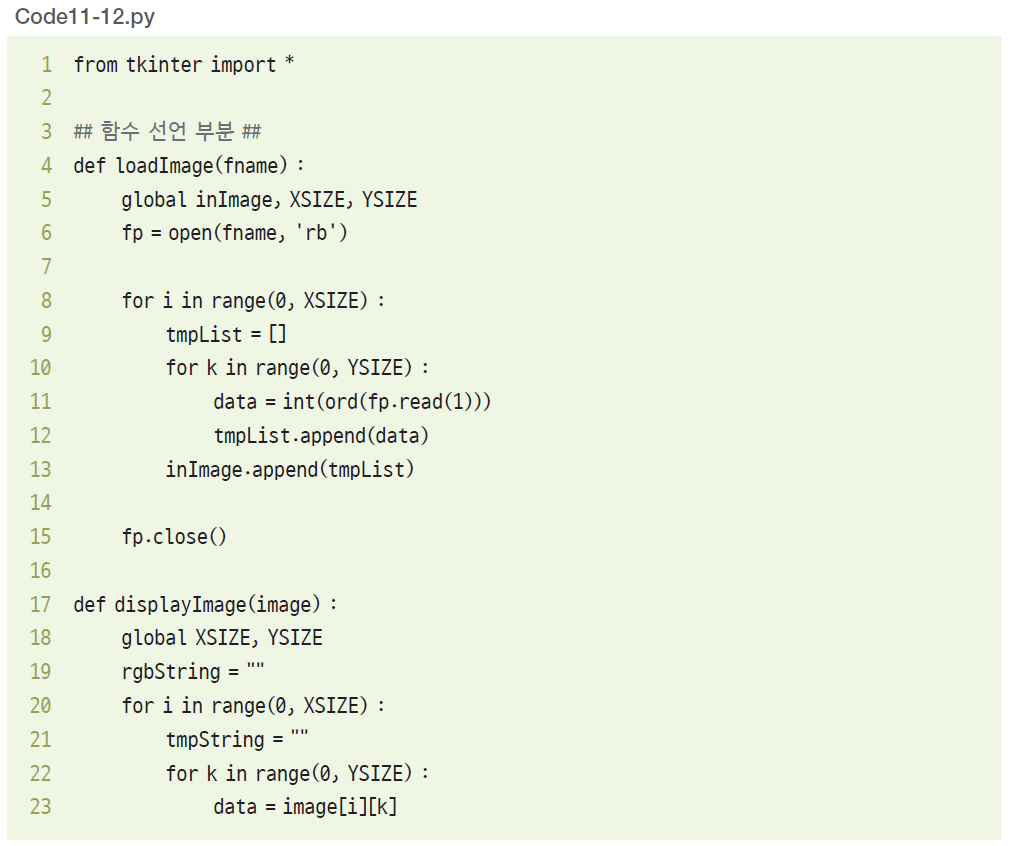 Code11-12.py
1 from tkinter import *
2
3 ## 함수 선언 부분 ##
4 def loadImage(fname) :
5     global inImage, XSIZE, YSIZE
6     fp = open(fname, 'rb')
7
8     for i in range(0, XSIZE) :
9         tmpList = []
10         for k in range(0, YSIZE) :
11             data = int(ord(fp.read(1)))
12             tmpList.append(data)
13         inImage.append(tmpList)
14
15     fp.close()
16
17 def displayImage(image) :
18     global XSIZE, YSIZE
19     rgbString = ""
20     for i in range(0, XSIZE) :
21         tmpString = ""
22         for k in range(0, YSIZE) :
23             data = image[i][k]